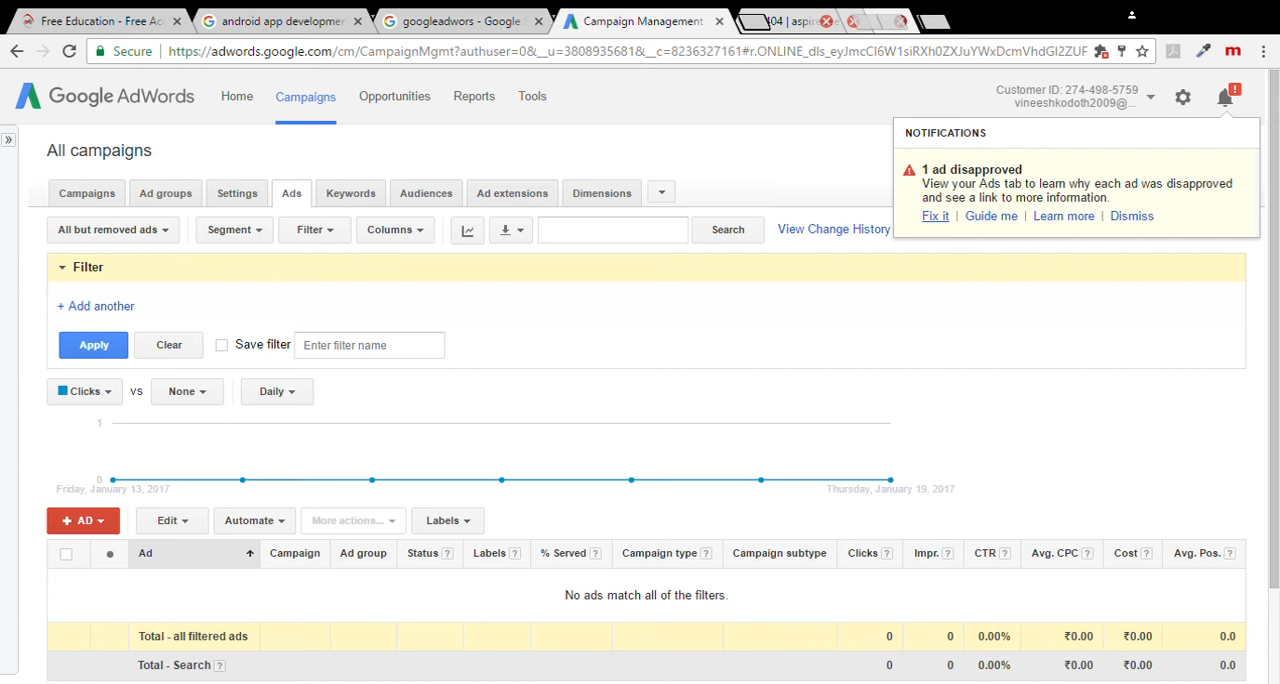 Free Education - Free Ac
android app developmen
googleadwors - Google S
Campaign Management
404 | aspire
Secure | https://adwords.google.com/cm/CampaignMgmt?authuser=0&__u=3808935681&__c=8236327161#r.ONLINE_dls_eyJmcCI6W1siRXh0ZXJuYWxDcmVhdGl2ZUF
m
Google AdWords Home Campaigns Opportunities Reports Tools
Customer ID: 274-498-5759
vineeshkodoth2009@...
!
NOTIFICATIONS
1 ad disapproved
View your Ads tab to learn why each ad was disapproved
and see a link to more information.
Fix it | Guide me | Learn more | Dismiss
»
All campaigns
Campaigns Ad groups Settings Ads Keywords Audiences Ad extensions Dimensions
All but removed ads Segment Filter Columns Search View Change History
Filter
+ Add another
Apply Clear Save filter Enter filter name
Clicks vs None Daily
1
0
Friday, January 13, 2017 Thursday, January 19, 2017
+ AD Edit Automate More actions... Labels
Ad Campaign Ad group Status ? Labels ? % Served ? Campaign type ? Campaign subtype Clicks ? Impr. ? CTR ? Avg. CPC ? Cost ? Avg. Pos. ?
No ads match all of the filters.
Total - all filtered ads 0 0 0.00% ₹0.00 ₹0.00 0.0
Total - Search ? 0 0 0.00% ₹0.00 ₹0.00 0.0